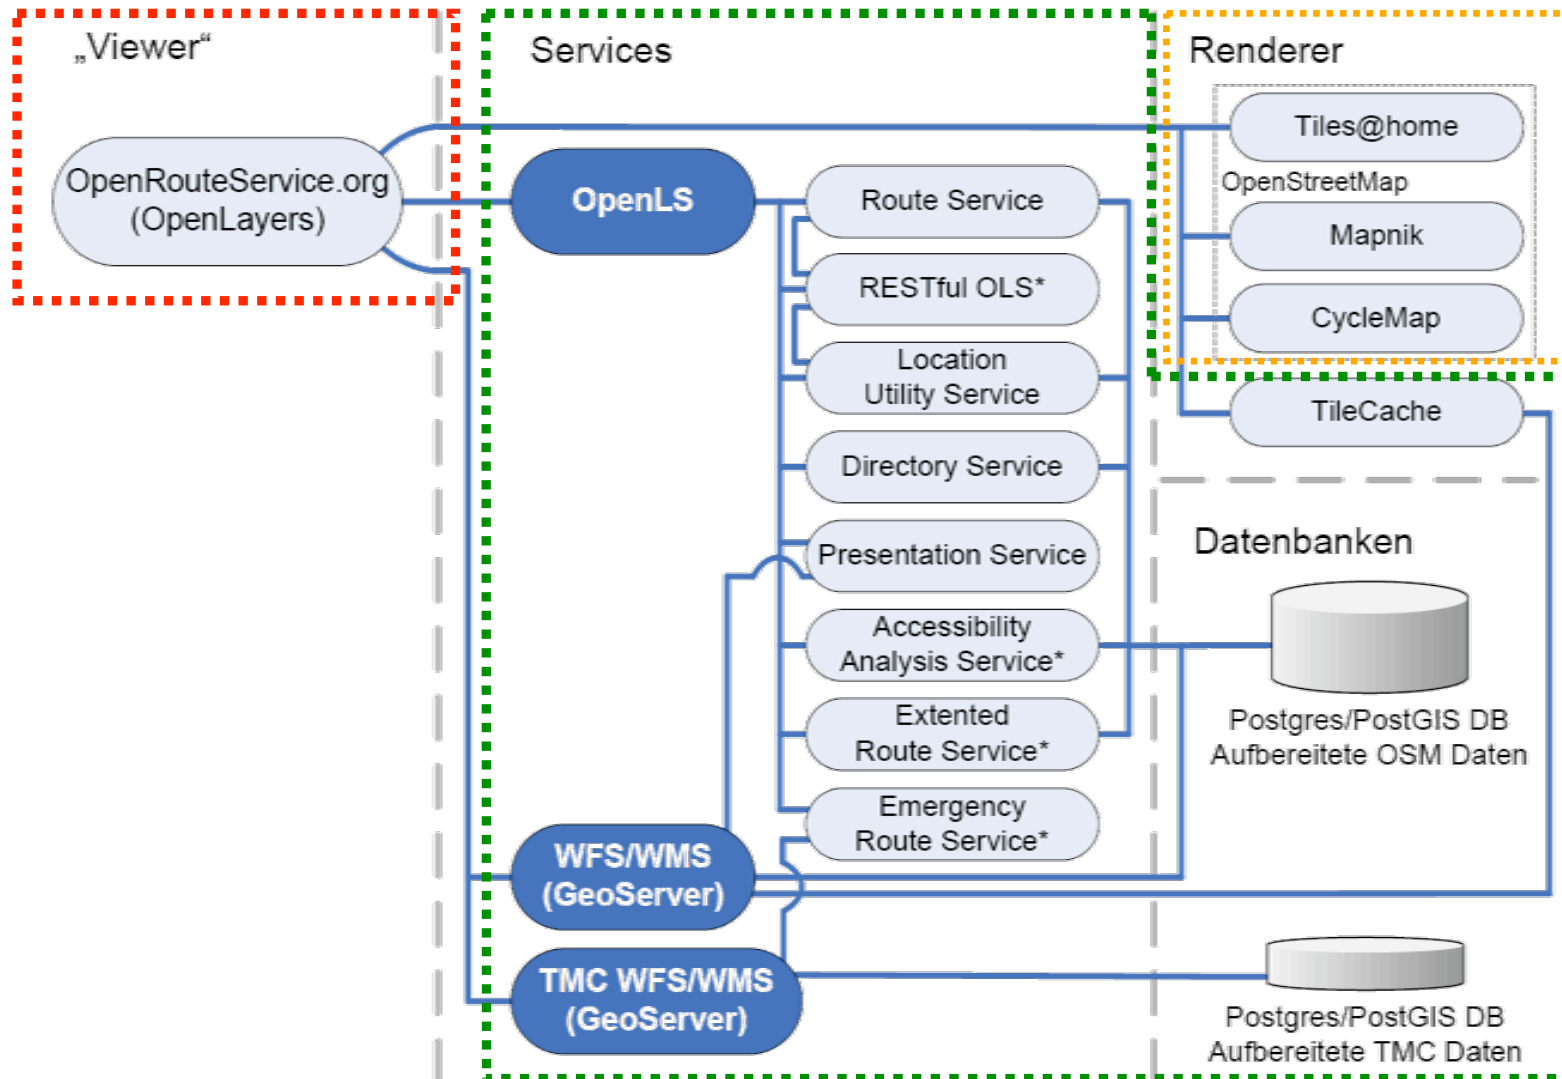 „Viewer“
OpenRouteService.org
(OpenLayers)
Services
OpenLS
Route Service
RESTful OLS*
Location
Utility Service
Directory Service
Presentation Service
Accessibility
Analysis Service*
Extented
Route Service*
Emergency
Route Service*
WFS/WMS
(GeoServer)
TMC WFS/WMS
(GeoServer)
Renderer
Tiles@home
OpenStreetMap
Mapnik
CycleMap
TileCache
Datenbanken
Postgres/PostGIS DB
Aufbereitete OSM Daten
Postgres/PostGIS DB
Aufbereitete TMC Daten